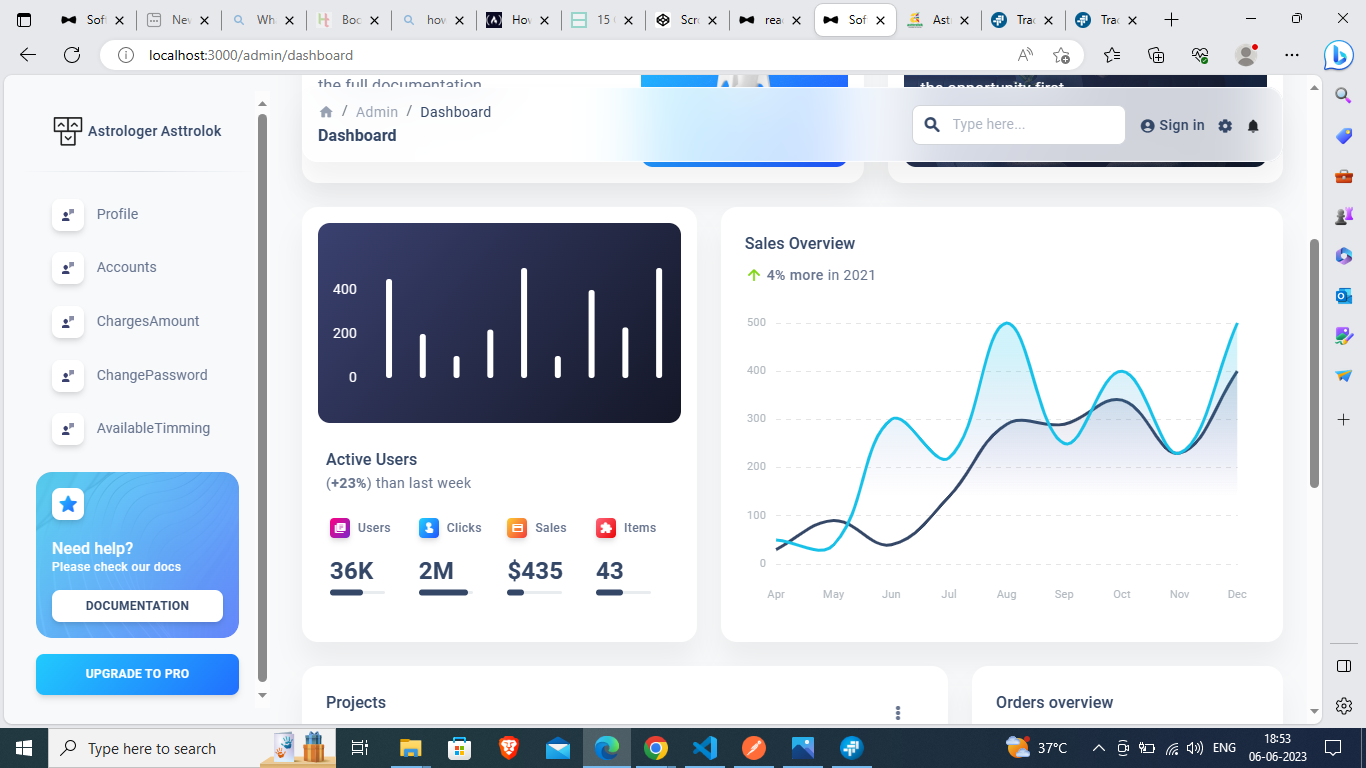 Sof
New
Wha
Boo
how
How
15
Scr
rea
Sof
Ast
Tra
Tra
localhost:3000/admin/dashboard
Astrologer Asttrolok
Profile
Accounts
ChargesAmount
ChangePassword
AvailableTimming
Need help?
Please check our docs
DOCUMENTATION
UPGRADE TO PRO
the full documentation
the opportunity first
/ Admin / Dashboard
Dashboard
Type here...
Sign in
400
200
0
Active Users
(+23%) than last week
Users
Clicks
Sales
Items
36K
2M
$435
43
Sales Overview
4% more in 2021
500
400
300
200
100
0
Apr May Jun Jul Aug Sep Oct Nov Dec
Projects
Orders overview
Type here to search
37°C
ENG
18:53
06-06-2023